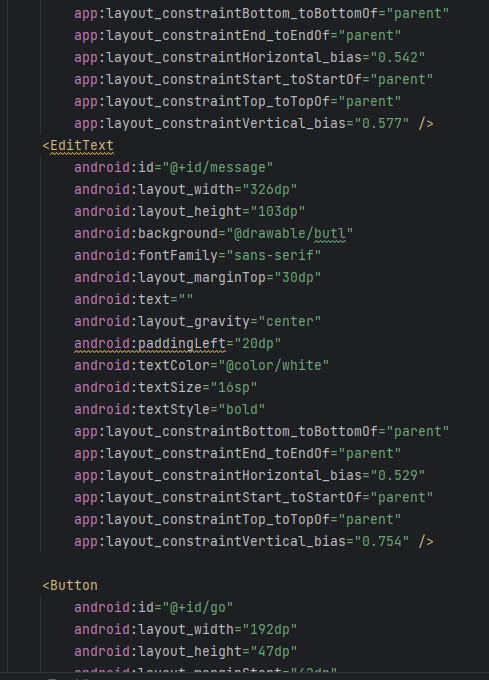 app:layout_constraintBottom_toBottomOf="parent"
app:layout_constraintEnd_toEndOf="parent"
app:layout_constraintHorizontal_bias="0.542"
app:layout_constraintStart_toStartOf="parent"
app:layout_constraintTop_toTopOf="parent"
app:layout_constraintVertical_bias="0.577" />
<EditText
android:id="@+id/message"
android:layout_width="326dp"
android:layout_height="103dp"
android:background="@drawable/butl"
android:fontFamily="sans-serif"
android:layout_marginTop="30dp"
android:text=""
android:layout_gravity="center"
android:paddingLeft="20dp"
android:textColor="@color/white"
android:textSize="16sp"
android:textStyle="bold"
app:layout_constraintBottom_toBottomOf="parent"
app:layout_constraintEnd_toEndOf="parent"
app:layout_constraintHorizontal_bias="0.529"
app:layout_constraintStart_toStartOf="parent"
app:layout_constraintTop_toTopOf="parent"
app:layout_constraintVertical_bias="0.754" />
<Button
android:id="@+id/go"
android:layout_width="192dp"
android:layout_height="47dp"